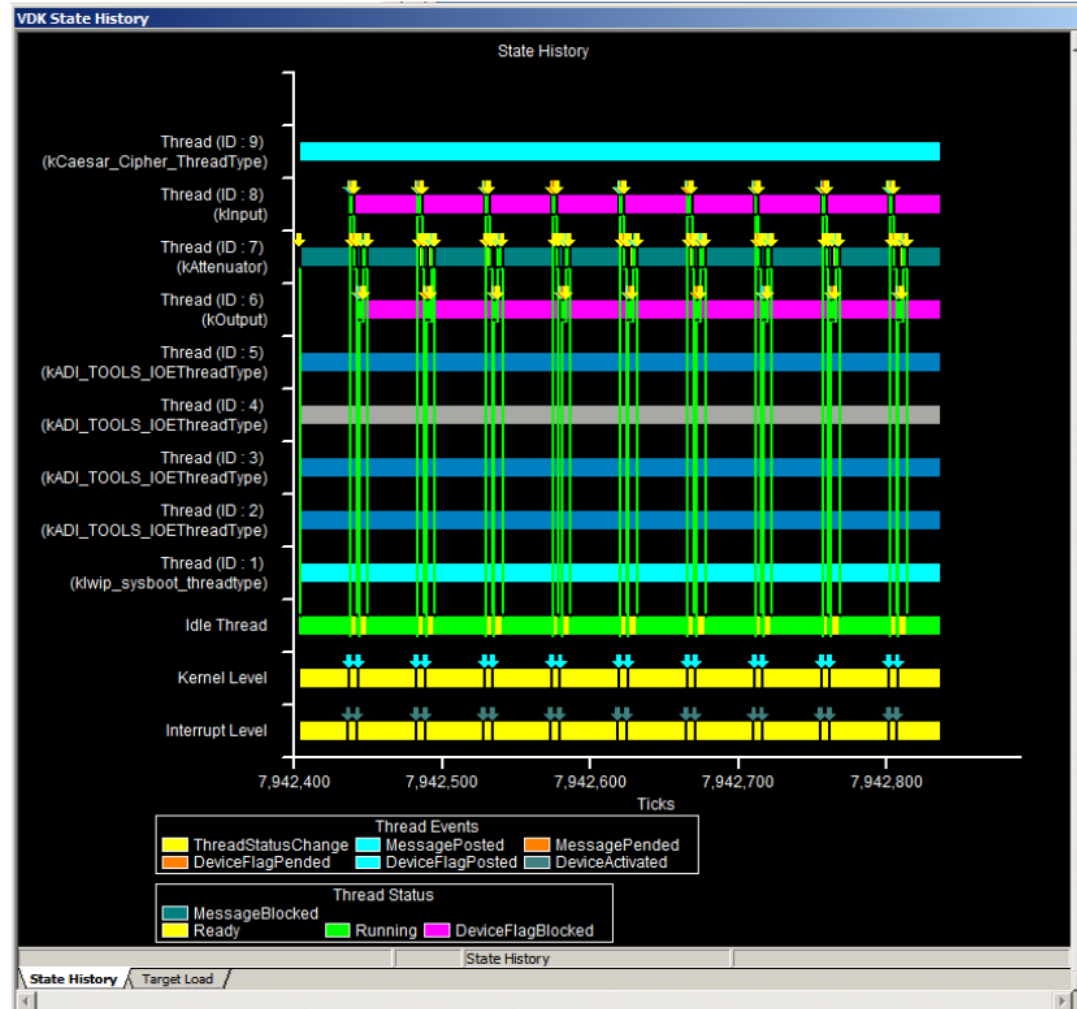 VDK State History
State History
Thread (ID : 9)
(kCaesar_Cipher_ThreadType)
Thread (ID : 8)
(kInput)
Thread (ID : 7)
(kAttenuator)
Thread (ID : 6)
(kOutput)
Thread (ID : 5)
(kADI_TOOLS_IOEThreadType)
Thread (ID : 4)
(kADI_TOOLS_IOEThreadType)
Thread (ID : 3)
(kADI_TOOLS_IOEThreadType)
Thread (ID : 2)
(kADI_TOOLS_IOEThreadType)
Thread (ID : 1)
(klwip_sysboot_threadtype)
Idle Thread
Kernel Level
Interrupt Level
7,942,400 7,942,500 7,942,600 7,942,700 7,942,800
Ticks
Thread Events
ThreadStatusChange MessagePosted MessagePended
DeviceFlagPended DeviceFlagPosted DeviceActivated
Thread Status
MessageBlocked
Ready Running DeviceFlagBlocked
State History
State History Target Load